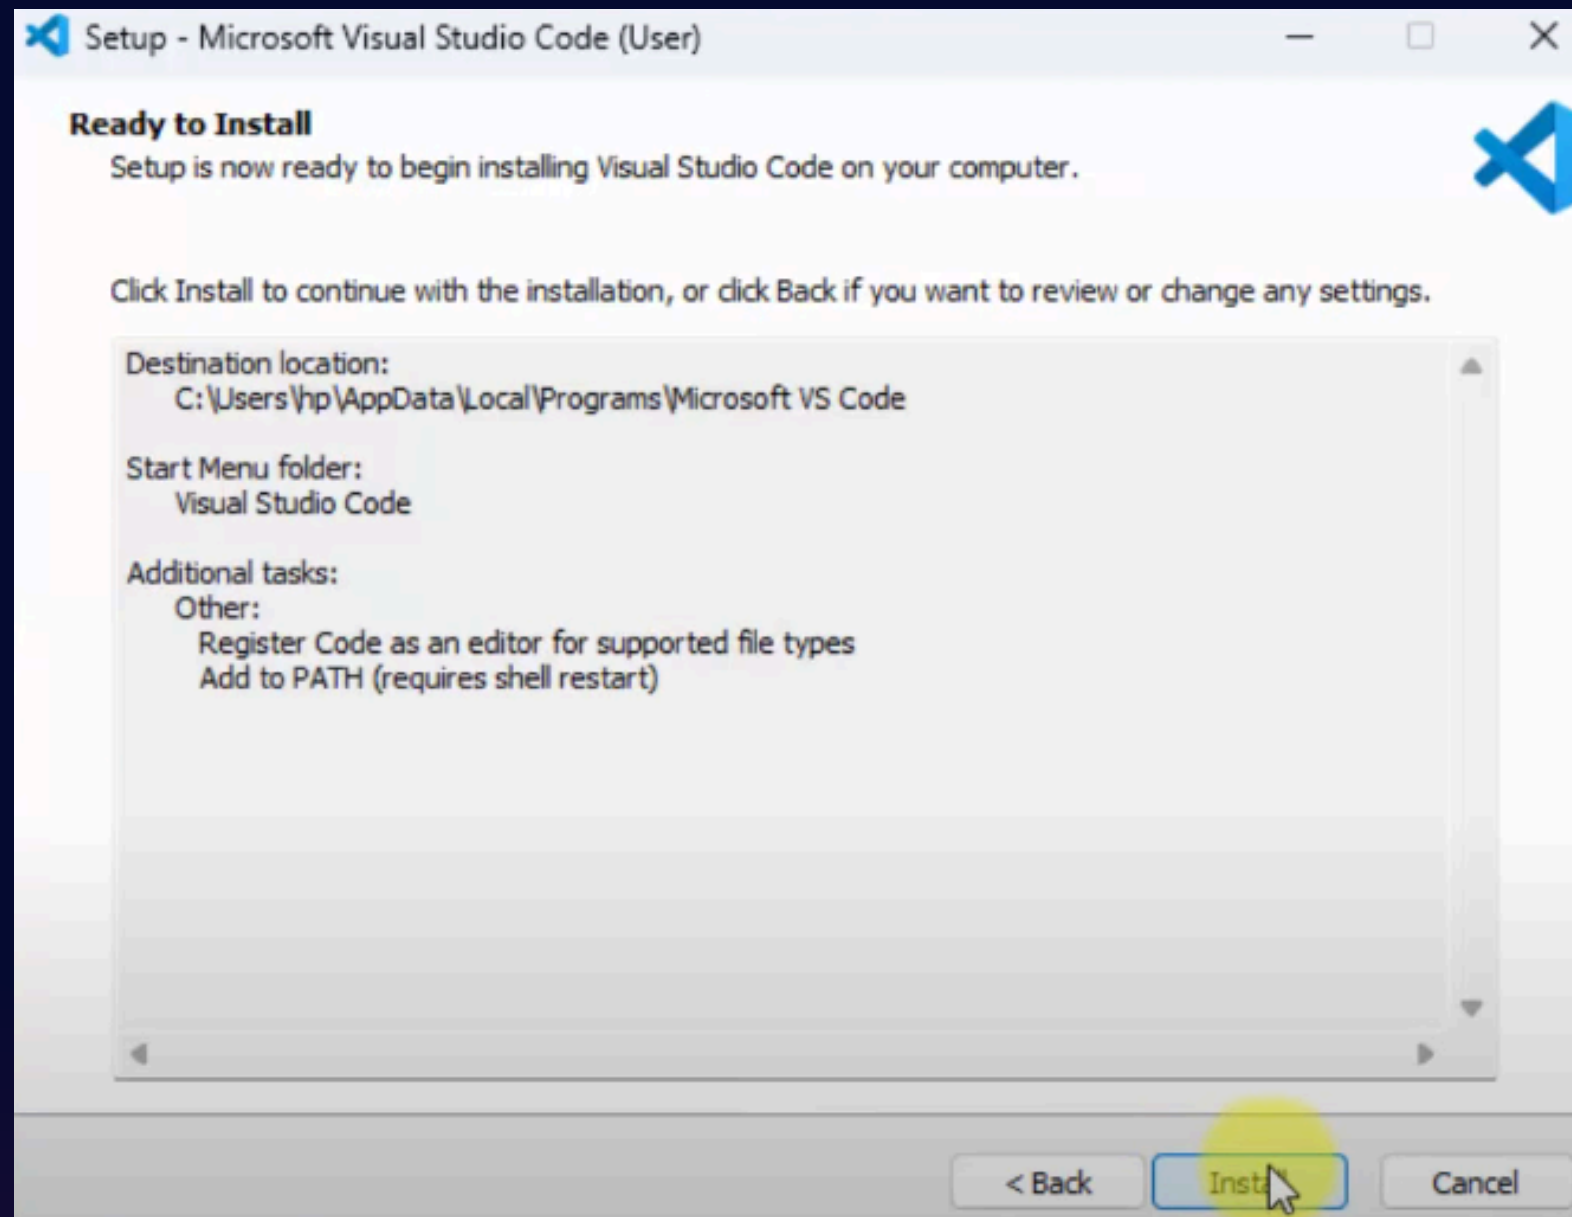 Setup - Microsoft Visual Studio Code (User)
Ready to Install
Setup is now ready to begin installing Visual Studio Code on your computer.
Click Install to continue with the installation, or click Back if you want to review or change any settings.
Destination location:
C:\Users\hp\AppData\Local\Programs\Microsoft VS Code
Start Menu folder:
Visual Studio Code
Additional tasks:
Other:
Register Code as an editor for supported file types
Add to PATH (requires shell restart)
< Back
Install
Cancel